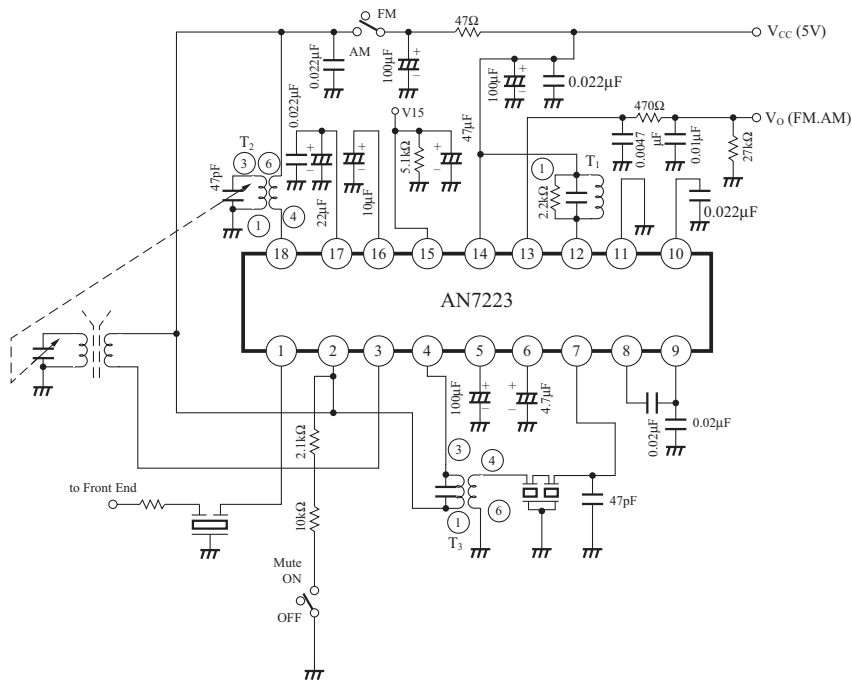 FM
AM
47Ω
V_CC (5V)
0.022μF
100μF
+
−
100μF
+
−
0.022μF
470Ω
V_O (FM.AM)
0.022μF
V15
47μF
+
−
5.1kΩ
0.0047
μF
0.01μF
27kΩ
T2
3
6
47pF
1
4
+
−
22μF
+
−
10μF
1
T1
2.2kΩ
0.022μF
18
17
16
15
14
13
12
11
10
AN7223
1
2
3
4
5
6
7
8
9
100μF
+
−
+
−
4.7μF
0.02μF
0.02μF
2.1kΩ
3
4
to Front End
10kΩ
1
6
T3
47pF
Mute
ON
OFF